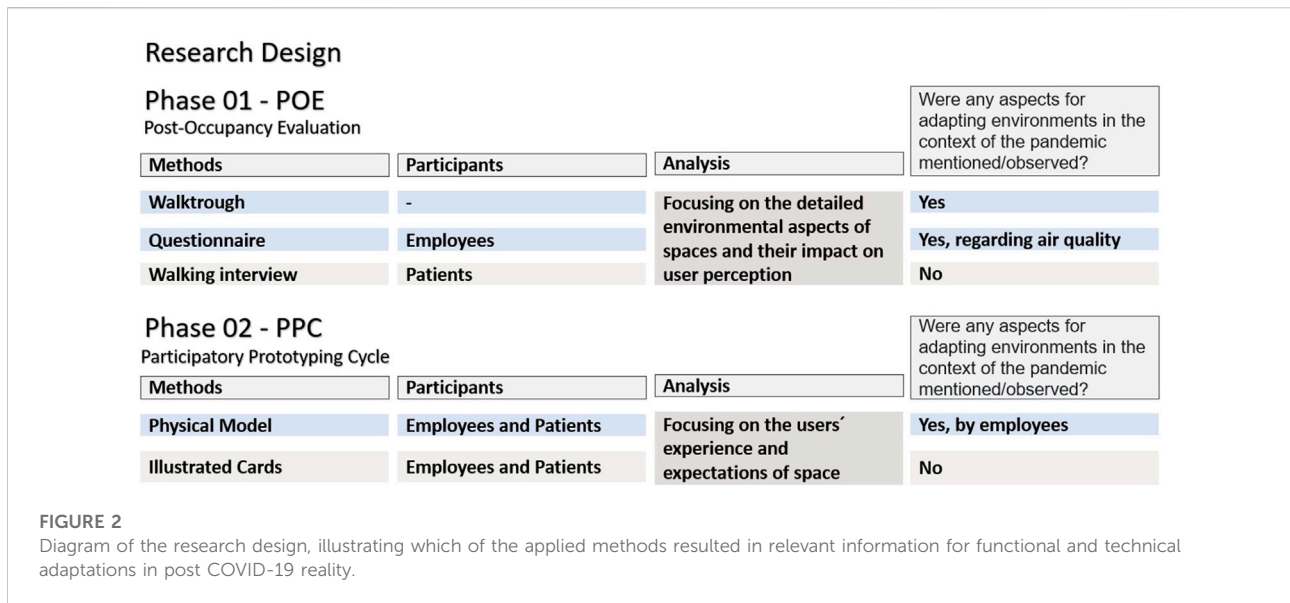 Research Design
Phase 01 - POE
Post-Occupancy Evaluation
Were any aspects for
adapting environments in the
context of the pandemic
mentioned/observed?
Methods
Participants
Analysis
Walktrough
-
Focusing on the detailed
environmental aspects of
spaces and their impact on
user perception
Yes
Questionnaire
Employees
Yes, regarding air quality
Walking interview
Patients
No
Phase 02 - PPC
Participatory Prototyping Cycle
Were any aspects for
adapting environments in the
context of the pandemic
mentioned/observed?
Methods
Participants
Analysis
Physical Model
Employees and Patients
Focusing on the users´
experience and
expectations of space
Yes, by employees
Illustrated Cards
Employees and Patients
No
FIGURE 2
Diagram of the research design, illustrating which of the applied methods resulted in relevant information for functional and technical
adaptations in post COVID-19 reality.